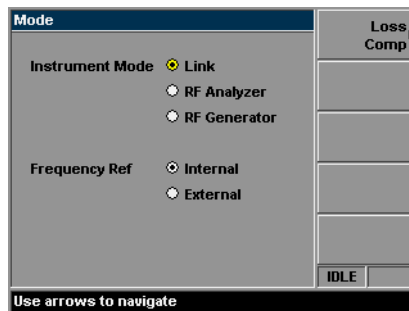 Mode
Loss
Comp
Instrument Mode
Link
RF Analyzer
RF Generator
Frequency Ref
Internal
External
IDLE
Use arrows to navigate